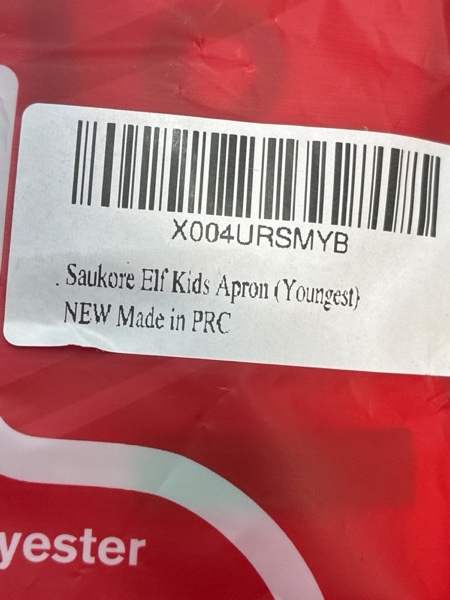 X004URSMYB
. Saukore Elf Kids Apron (Youngest)
NEW Made in PRC
yester